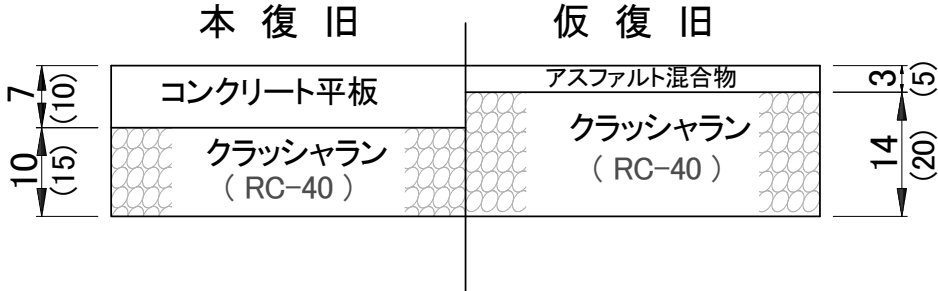 本復旧
仮復旧
7
(10)
コンクリート平板
アスファルト混合物
3
(5)
10
(15)
クラッシャラン
(RC-40)
クラッシャラン
(RC-40)
14
(20)